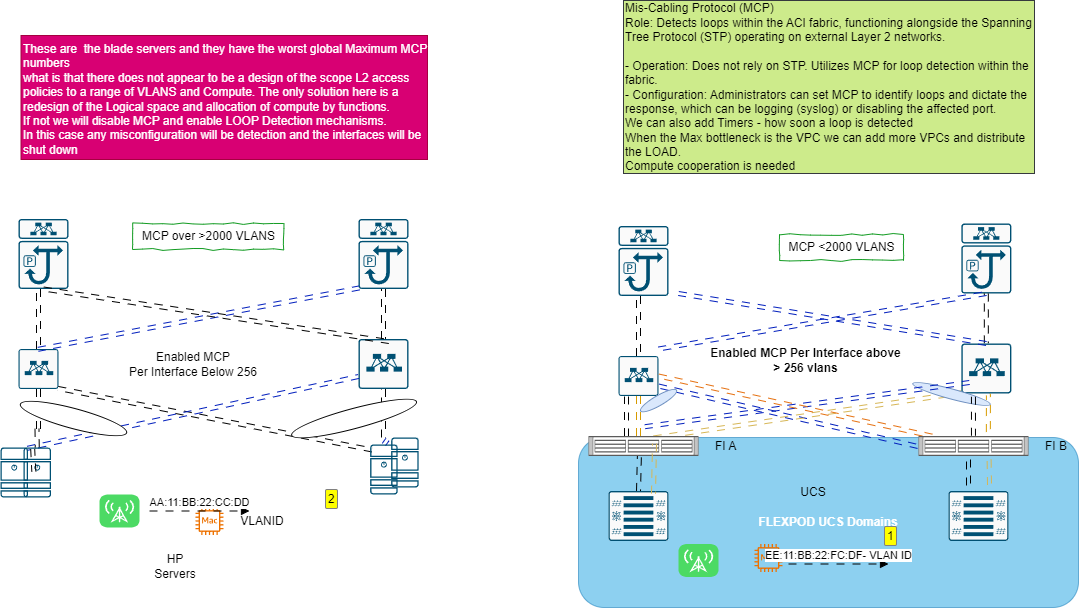 These are  the blade servers and they have the worst global Maximum MCP
numbers
what is that there does not appear to be a design of the scope L2 access
policies to a range of VLANS and Compute. The only solution here is a
redesign of the Logical space and allocation of compute by functions.
If not we will disable MCP and enable LOOP Detection mechanisms.
In this case any misconfiguration will be detection and the interfaces will be
shut down
Mis-Cabling Protocol (MCP)
Role: Detects loops within the ACI fabric, functioning alongside the Spanning
Tree Protocol (STP) operating on external Layer 2 networks.
- Operation: Does not rely on STP. Utilizes MCP for loop detection within the
fabric.
- Configuration: Administrators can set MCP to identify loops and dictate the
response, which can be logging (syslog) or disabling the affected port.
We can also add Timers - how soon a loop is detected
When the Max bottleneck is the VPC we can add more VPCs and distribute
the LOAD.
Compute cooperation is needed
MCP over >2000 VLANS
P
P
Enabled MCP
Per Interface Below 256
AA:11:BB:22:CC:DD
Mac
VLANID
2
HP
Servers
MCP <2000 VLANS
P
P
Enabled MCP Per Interface above
> 256 vlans
FI A
FI B
UCS
FLEXPOD UCS Domains
1
EE:11:BB:22:FC:DF- VLAN ID